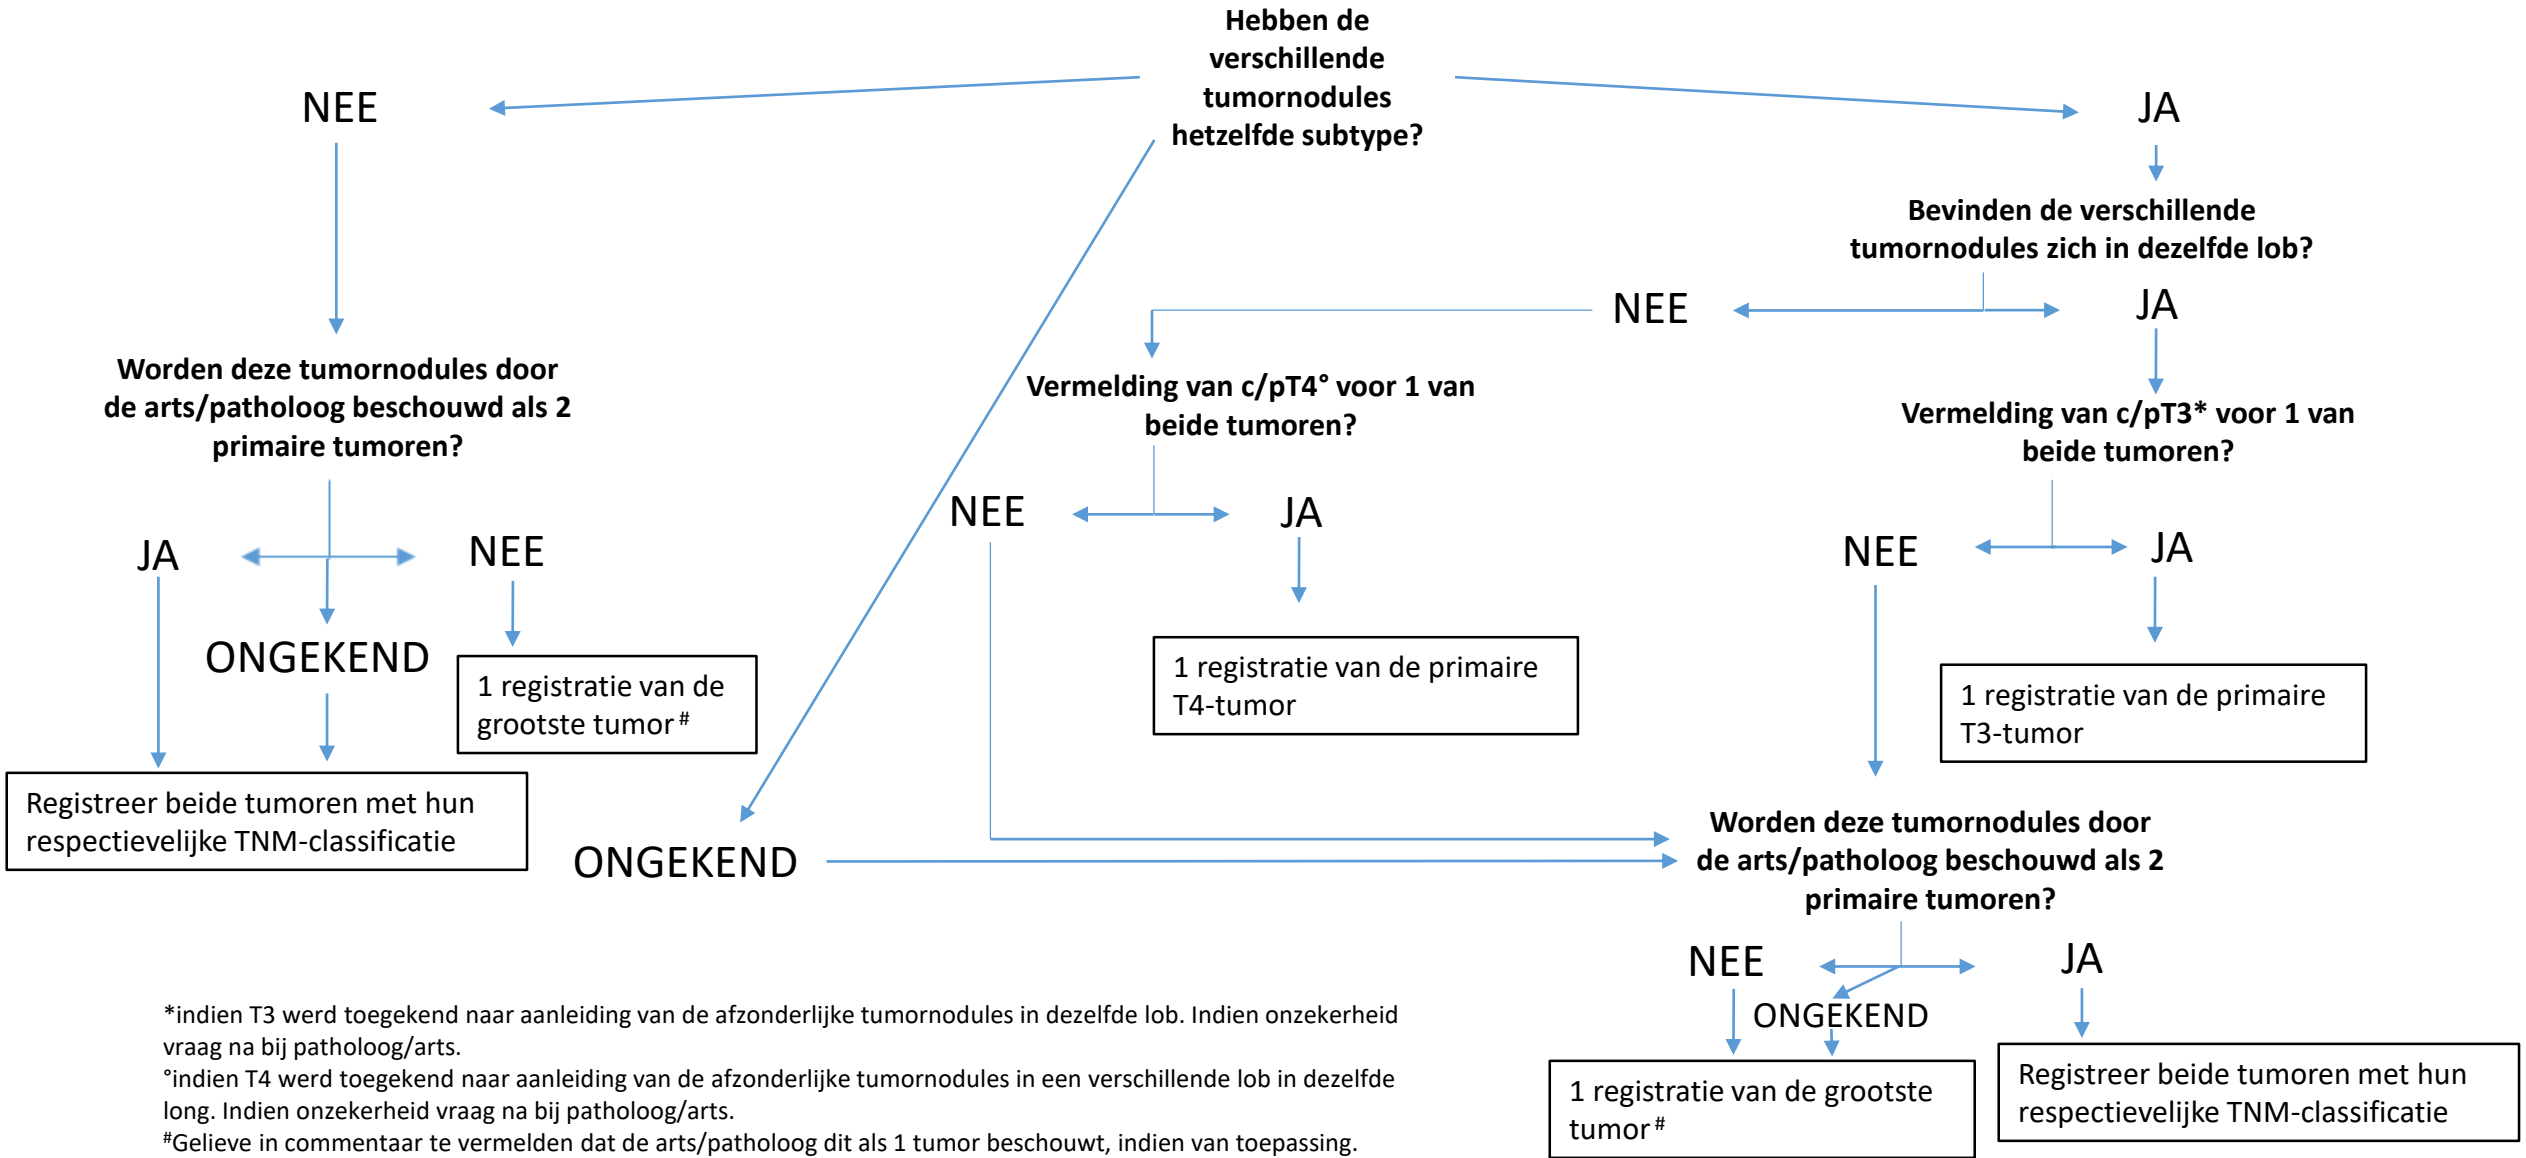 Hebben de
verschillende
tumornodules
hetzelfde subtype?
NEE
JA
Bevinden de verschillende
tumornodules zich in dezelfde lob?
NEE
JA
Worden deze tumornodules door
de arts/patholoog beschouwd als 2
primaire tumoren?
Vermelding van c/pT4° voor 1 van
beide tumoren?
Vermelding van c/pT3* voor 1 van
beide tumoren?
NEE
JA
JA
NEE
NEE
JA
ONGEKEND
1 registratie van de
grootste tumor #
1 registratie van de primaire
T4-tumor
1 registratie van de primaire
T3-tumor
Registreer beide tumoren met hun
respectievelijke TNM-classificatie
ONGEKEND
Worden deze tumornodules door
de arts/patholoog beschouwd als 2
primaire tumoren?
NEE
JA
ONGEKEND
1 registratie van de grootste
tumor #
Registreer beide tumoren met hun
respectievelijke TNM-classificatie
*indien T3 werd toegekend naar aanleiding van de afzonderlijke tumornodules in dezelfde lob. Indien onzekerheid
vraag na bij patholoog/arts.
°indien T4 werd toegekend naar aanleiding van de afzonderlijke tumornodules in een verschillende lob in dezelfde
long. Indien onzekerheid vraag na bij patholoog/arts.
#Gelieve in commentaar te vermelden dat de arts/patholoog dit als 1 tumor beschouwt, indien van toepassing.